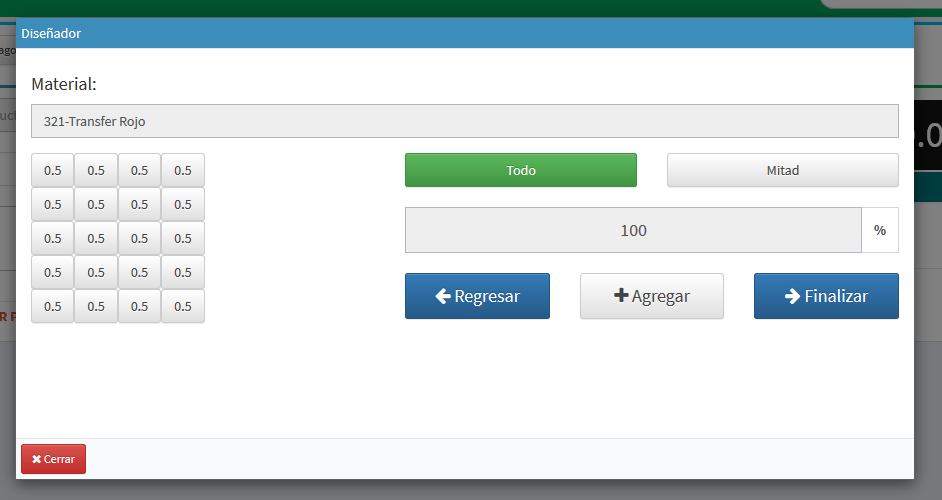 Diseñador
Material:
321-Transfer Rojo
0.5 0.5 0.5 0.5
0.5 0.5 0.5 0.5
0.5 0.5 0.5 0.5
0.5 0.5 0.5 0.5
0.5 0.5 0.5 0.5
Todo Mitad
100 %
Regresar Agregar Finalizar
Cerrar